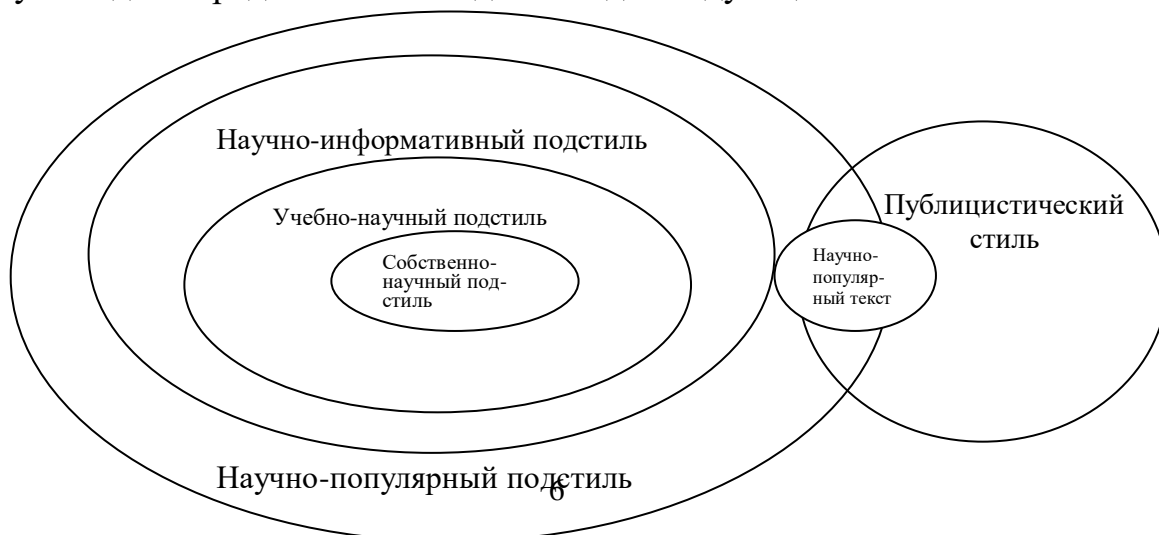 Научно-информативный подстиль
Учебно-научный подстиль
Собственно-
научный под-
стиль
Публицистический
стиль
Научно-
популяр-
ный текст
Научно-популярный подстиль
6